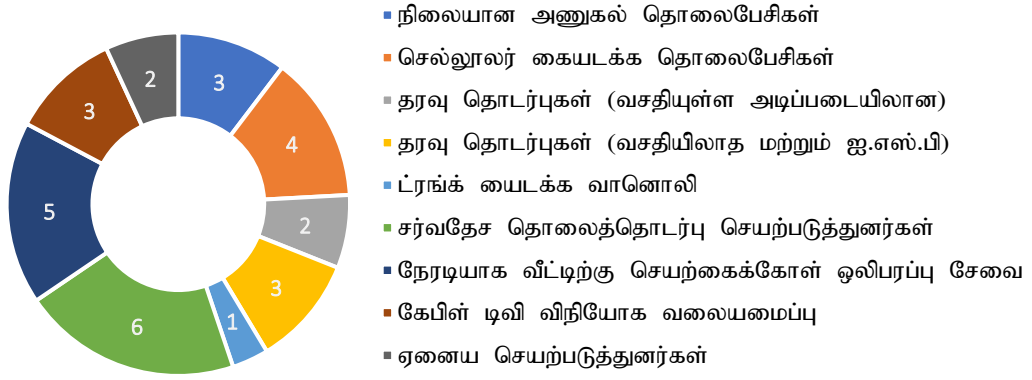 நிலையான அணுகல் தொலைபேசிகள்
செல்லூலர் கையடக்க தொலைபேசிகள்
தரவு தொடர்புகள் (வசதியுள்ள அடிப்படையிலான)
தரவு தொடர்புகள் (வசதியிலாத மற்றும் ஐ.எஸ்.பி)
ட்ரங்க் யைடக்க வானொலி
சர்வதேச தொலைத்தொடர்பு செயற்படுத்துனர்கள்
நேரடியாக வீட்டிற்கு செயற்கைக்கோள் ஒலிபரப்பு சேவை
கேபிள் டிவி விநியோக வலையமைப்பு
ஏனைய செயற்படுத்துனர்கள்
3
4
2
3
1
6
5
3
2